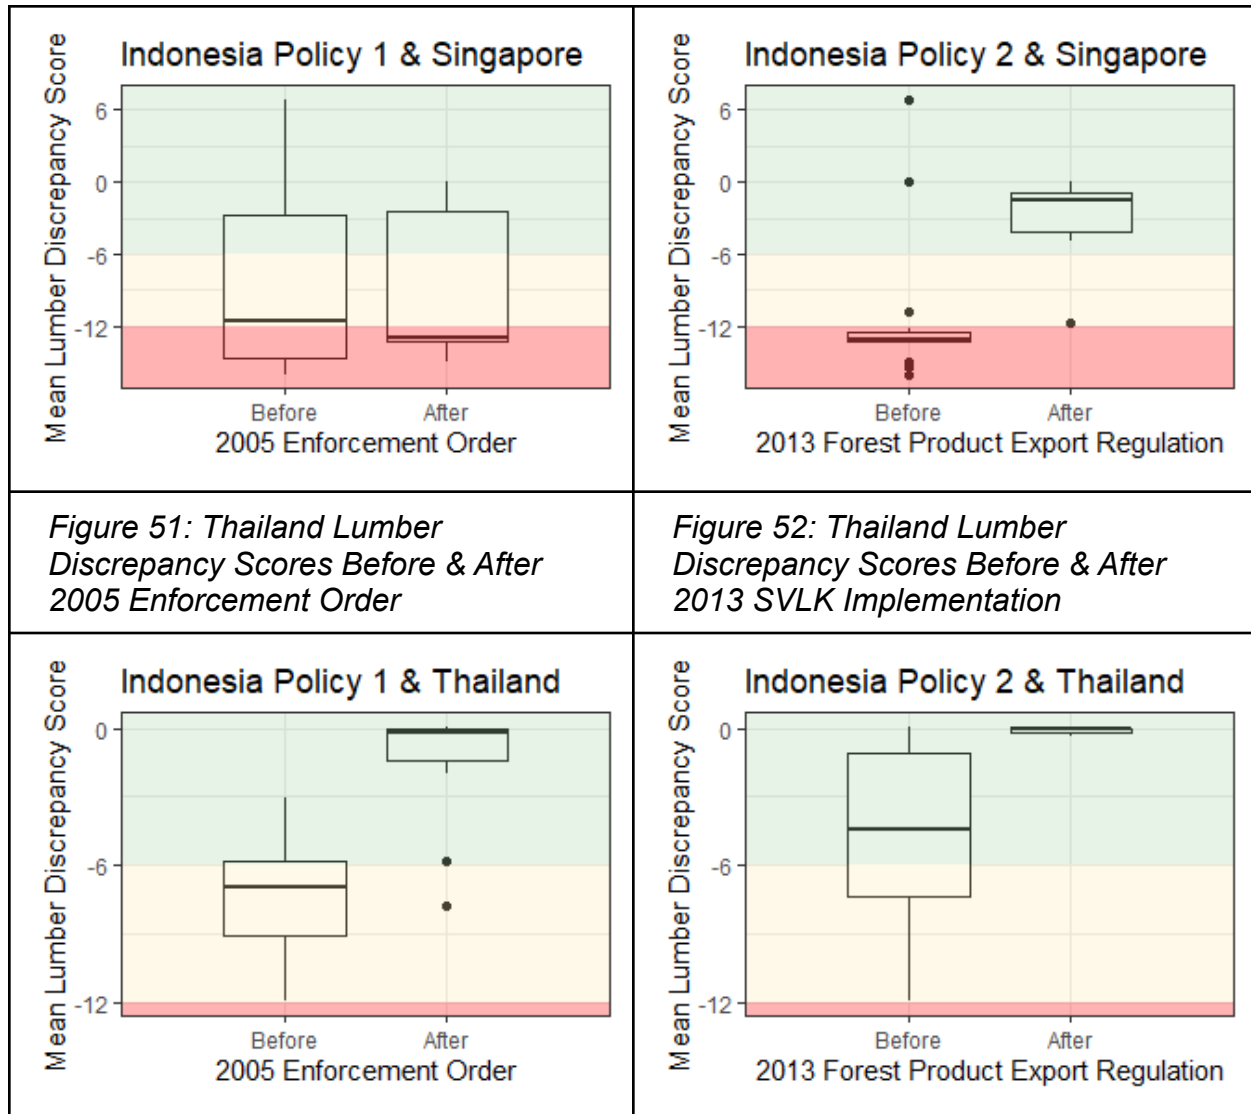 Indonesia Policy 1 & Singapore
Mean Lumber Discrepancy Score
6
0
-6
-12
Before After
2005 Enforcement Order
Indonesia Policy 2 & Singapore
Mean Lumber Discrepancy Score
6
0
-6
-12
Before After
2013 Forest Product Export Regulation
Figure 51: Thailand Lumber
Discrepancy Scores Before & After
2005 Enforcement Order
Figure 52: Thailand Lumber
Discrepancy Scores Before & After
2013 SVLK Implementation
Indonesia Policy 1 & Thailand
Mean Lumber Discrepancy Score
0
-6
-12
Before After
2005 Enforcement Order
Indonesia Policy 2 & Thailand
Mean Lumber Discrepancy Score
0
-6
-12
Before After
2013 Forest Product Export Regulation